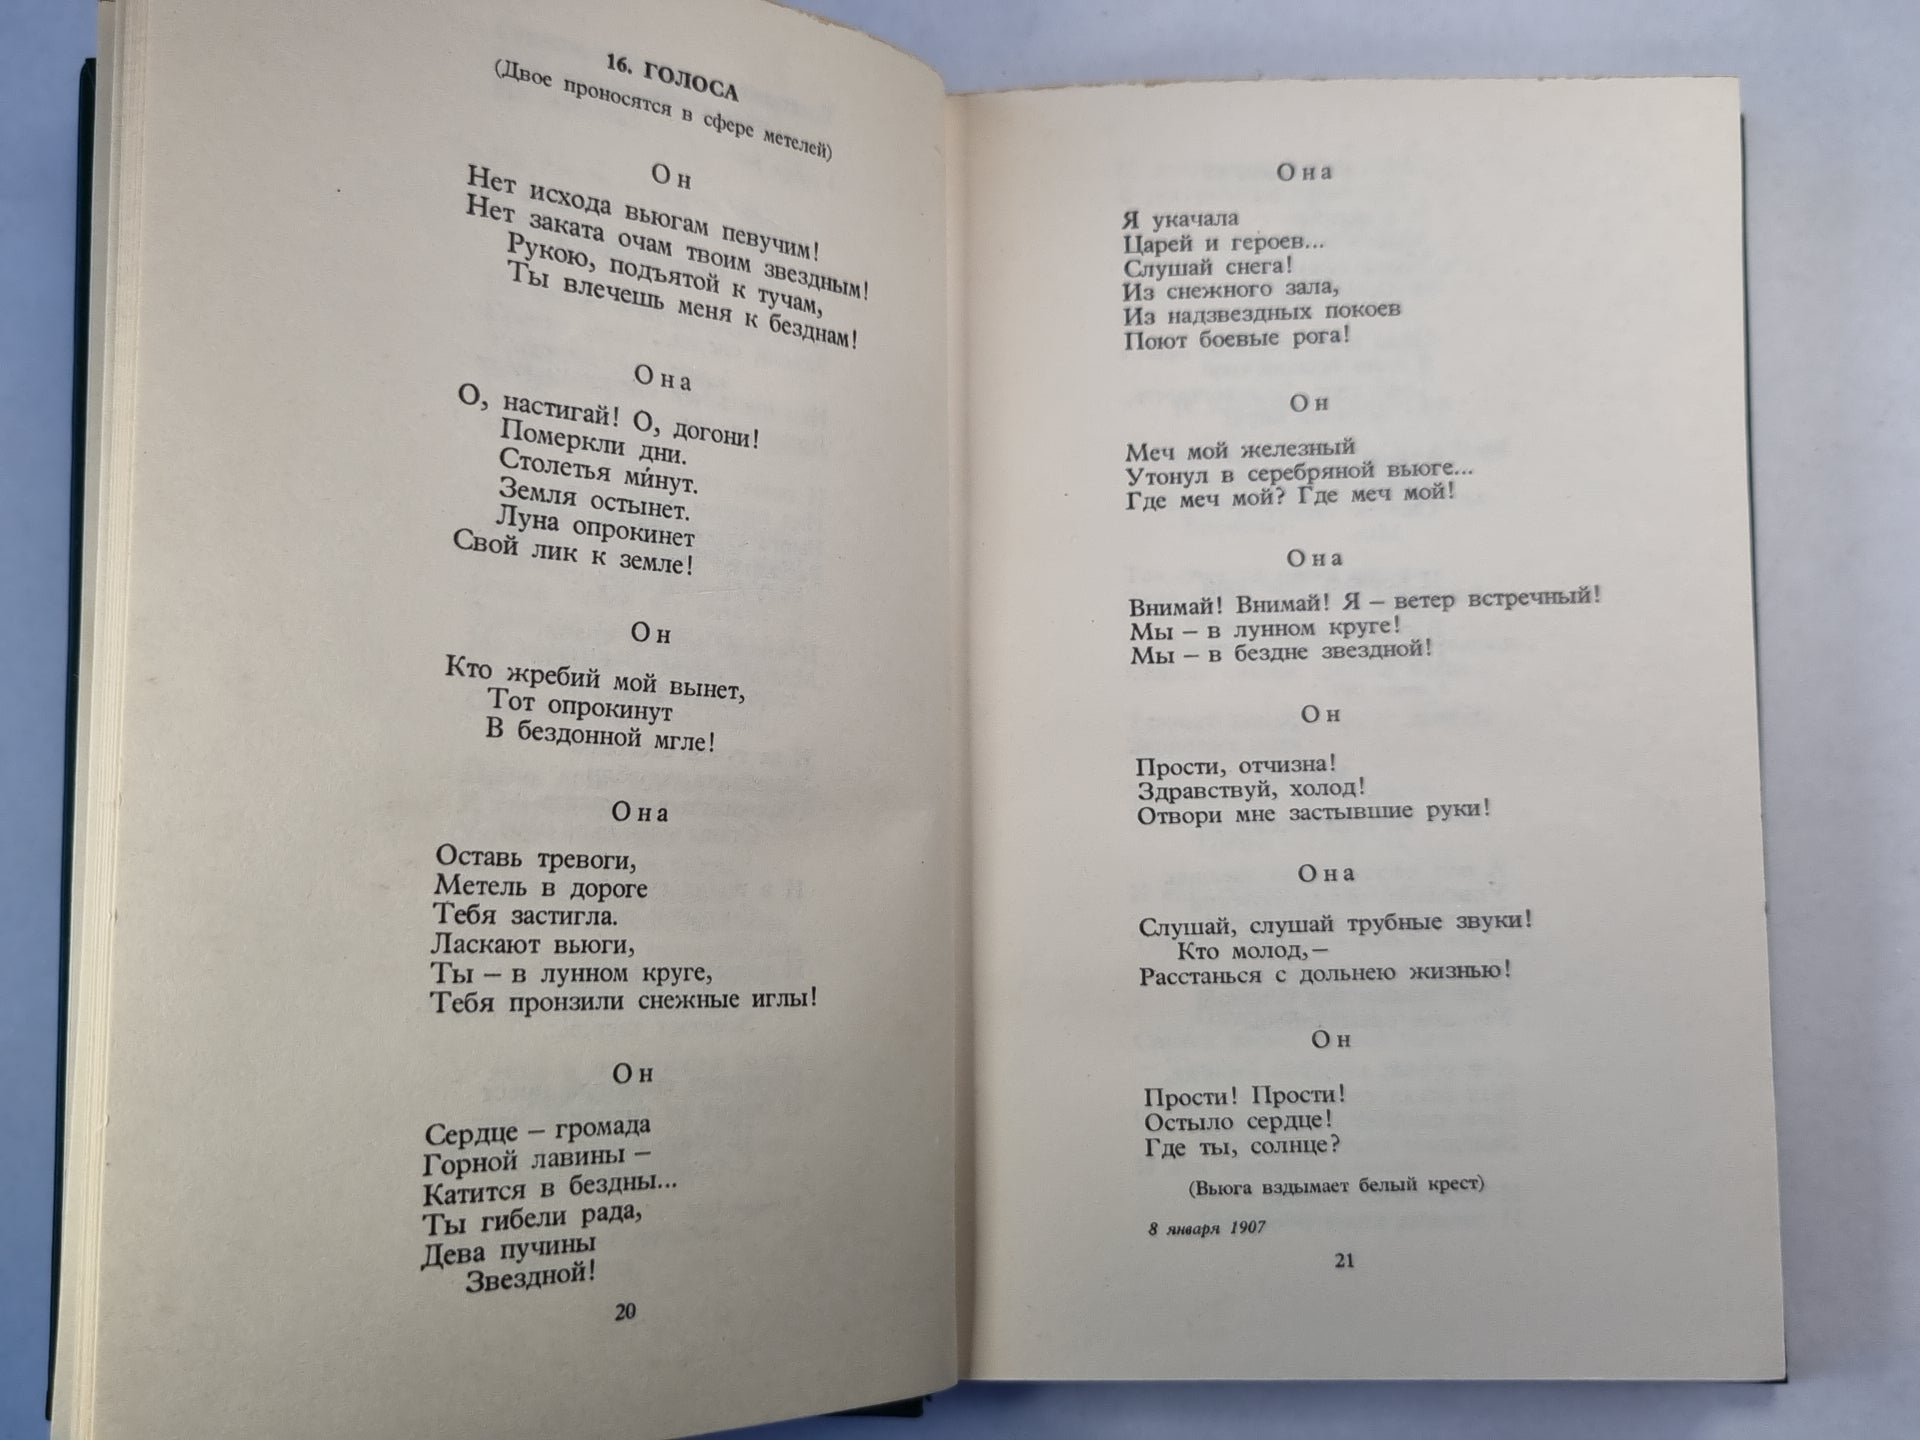 16. ГОЛОСА
(Двое проносятся в сфере метелей)
Он
Нет исхода вьюгам певучим!
Нет заката очам твоим звездным!
Рукою, подъятой к тучам,
Ты влечешь меня к безднам!
Она
О, настигай! О, догони!
Померкли дни.
Столетья ми́нут.
Земля остынет.
Луна опрокинет
Свой лик к земле!
Он
Кто жребий мой вынет,
Тот опрокинут
В бездонной мгле!
Она
Оставь тревоги,
Метель в дороге
Тебя застигла.
Ласкают вьюги,
Ты – в лунном круге,
Тебя пронзили снежные иглы!
Он
Сердце – громада
Горной лавины –
Катится в бездны...
Ты гибели рада,
Дева пучины
Звездной!
20
Она
Я укачала
Царей и героев...
Слушай снега!
Из снежного зала,
Из надзвездных покоев
Поют боевые рога!
Он
Меч мой железный
Утонул в серебряной вьюге...
Где меч мой? Где меч мой!
Она
Внимай! Внимай! Я – ветер встречный!
Мы – в лунном круге!
Мы – в бездне звездной!
Он
Прости, отчизна!
Здравствуй, холод!
Отвори мне застывшие руки!
Она
Слушай, слушай трубные звуки!
Кто молод,–
Расстанься с дольнею жизнью!
Он
Прости! Прости!
Остыло сердце!
Где ты, солнце?
(Вьюга вздымает белый крест)
8 января 1907
21